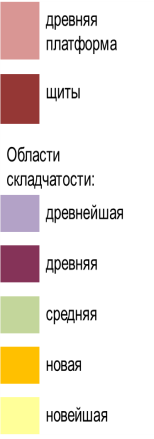 древняя
платформа
щиты
Области
складчатости:
древнейшая
древняя
средняя
новая
новейшая